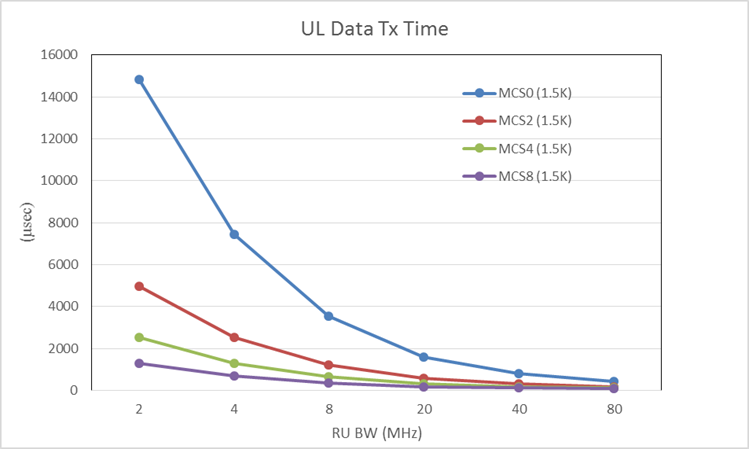 UL Data Tx Time
16000
14000
12000
10000
8000
6000
4000
2000
0
(µsec)
MCS0 (1.5K)
MCS2 (1.5K)
MCS4 (1.5K)
MCS8 (1.5K)
2 4 8 20 40 80
RU BW (MHz)